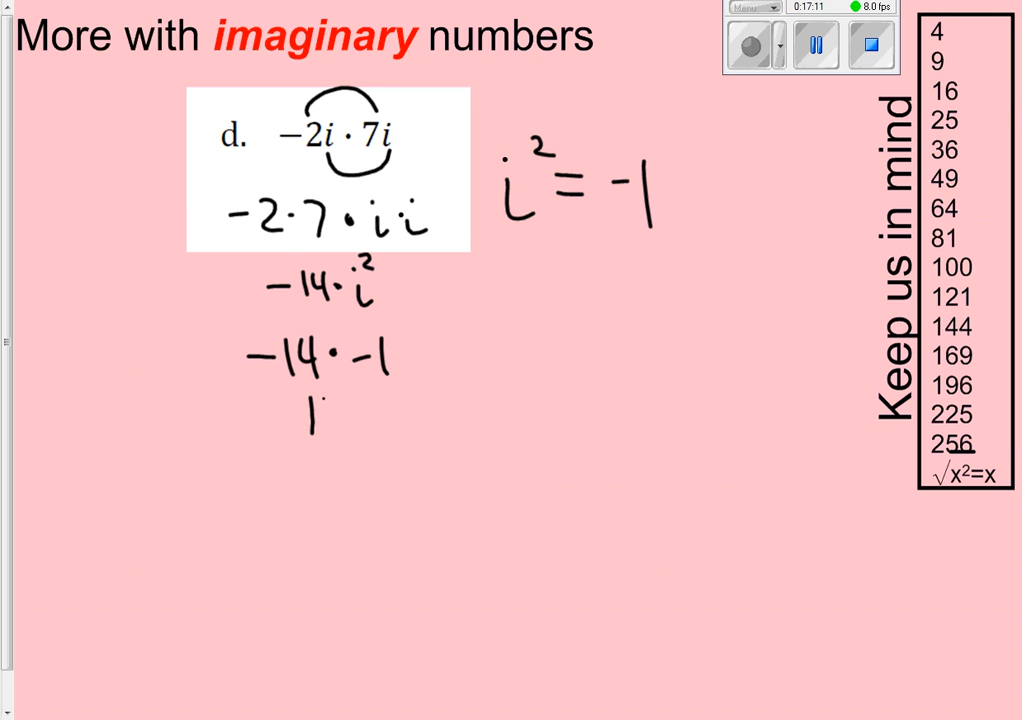 More with imaginary numbers
Menu
0:17:11
8.0 fps
d. −2i · 7i
-2·7 · i·i
-14 · i²
-14 · -1
1
i² = -1
Keep us in mind
4
9
16
25
36
49
64
81
100
121
144
169
196
225
256
√x²=x